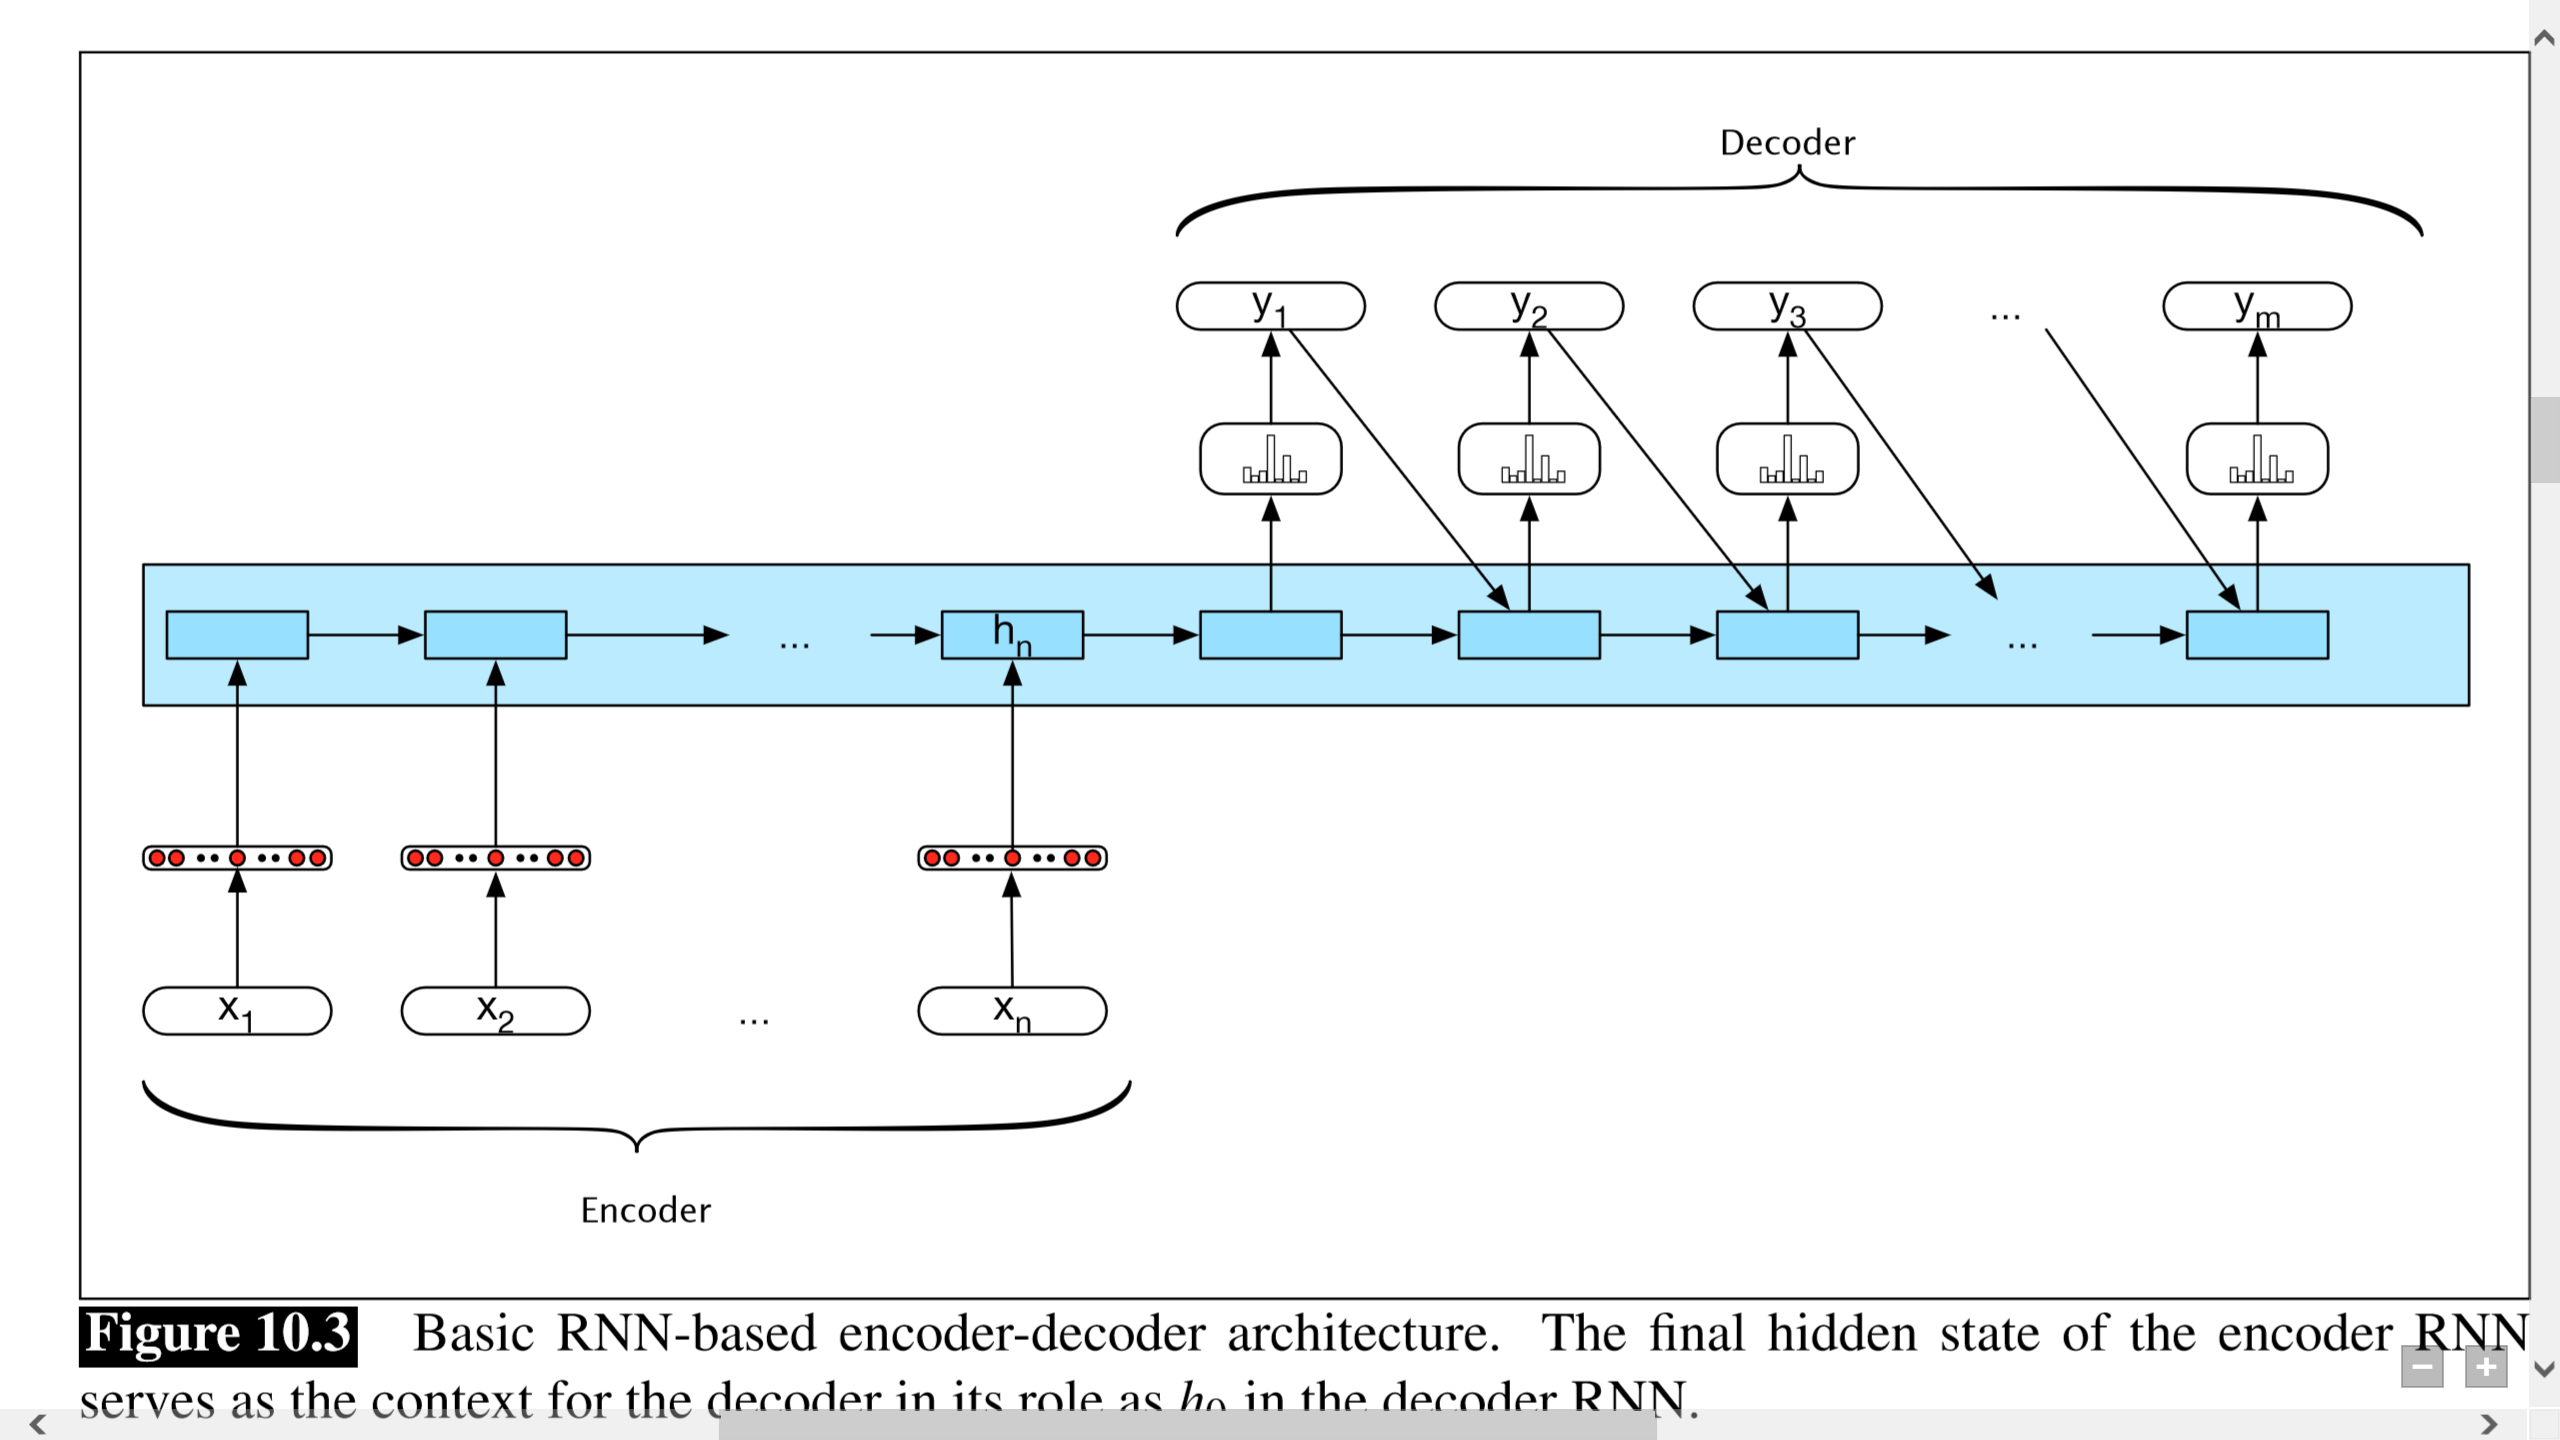 Decoder
y1 y2 y3 ... ym
hn
... ...
x1 x2 ... xn
Encoder
Figure 10.3 Basic RNN-based encoder-decoder architecture. The final hidden state of the encoder RNN
serves as the context for the decoder in its role as h0 in the decoder RNN.